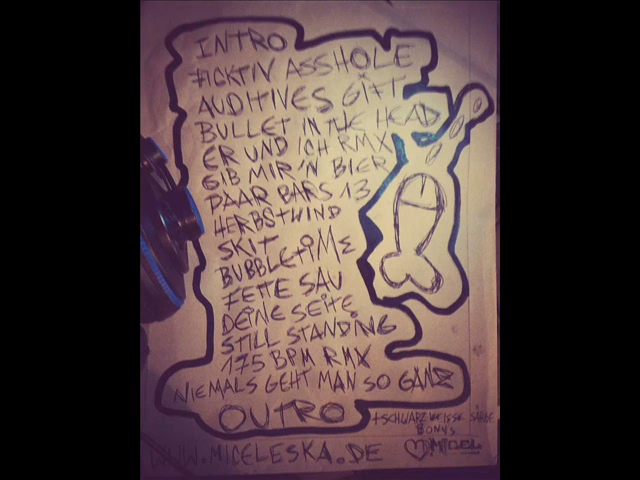 INTRO
FICKTIV ASSHOLE
AUDITIVES GIFT
BULLET IN THE HEAD
ER UND ICH RMX
GIB MIR'N BIER
PAAR BARS 13
HERBSTWIND
SKIT
BUBBLETIME
FETTE SAU
DEINE SEITE
STILL STANDING
175 BPM RMX
NIEMALS GEHT MAN SO GANZ
OUTRO
+SCHWARZ WEISSE SÄRGE
BONUS
WWW.MICELESKA.DE
MICEL